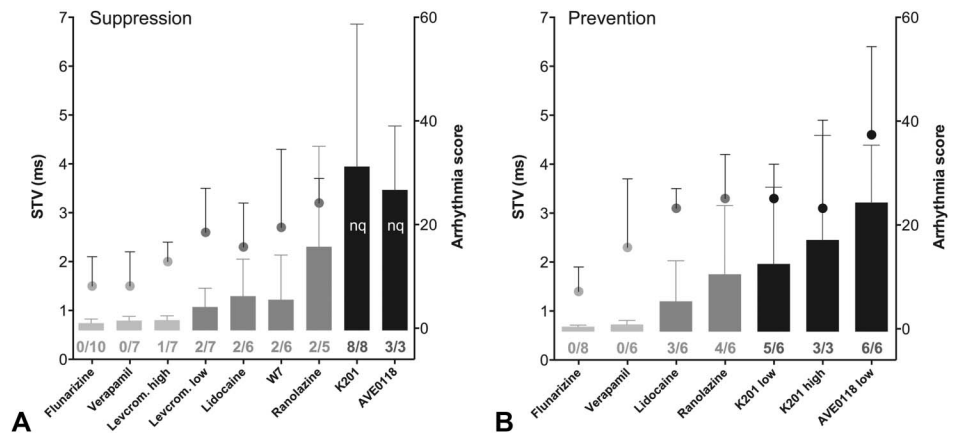 Suppression
7
6
5
4
3
2
1
0
STV (ms)
60
40
20
0
Arrhythmia score
nq
nq
0/10 0/7 1/7 2/7 2/6 2/6 2/5 8/8 3/3
Flunarizine
Verapamil
Levcrom. high
Levcrom. low
Lidocaine
W7
Ranolazine
K201
AVE0118
A
Prevention
7
6
5
4
3
2
1
0
STV (ms)
60
40
20
0
Arrhythmia score
0/8 0/6 3/6 4/6 5/6 3/3 6/6
Flunarizine
Verapamil
Lidocaine
Ranolazine
K201 low
K201 high
AVE0118 low
B